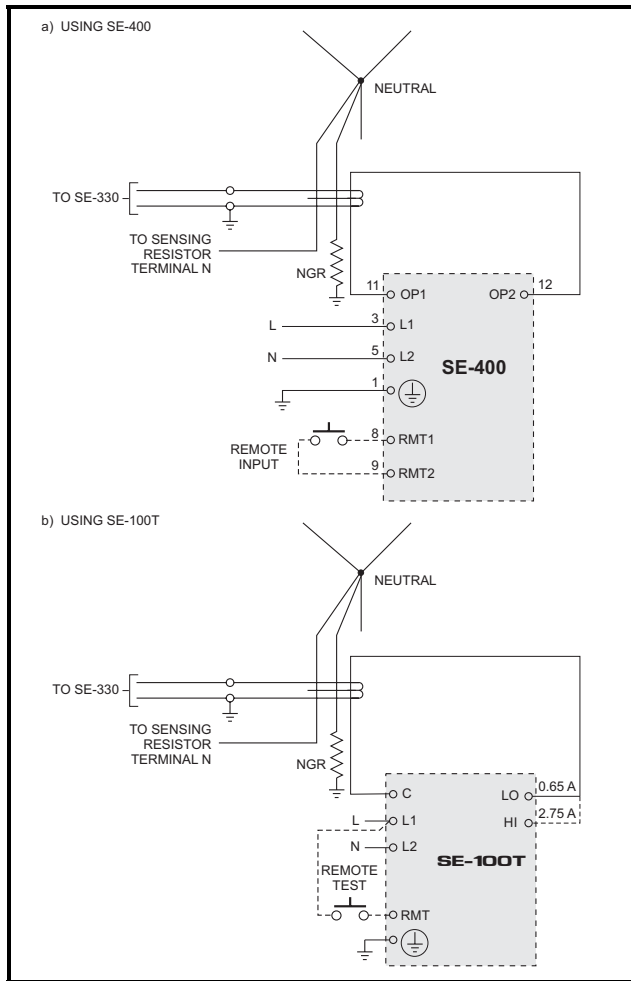 a) USING SE-400
NEUTRAL
TO SE-330
TO SENSING
RESISTOR
TERMINAL N
NGR
11 OP1
OP2 12
L 3 L1
N 5 L2
SE-400
1
REMOTE
INPUT
8 RMT1
9 RMT2
b) USING SE-100T
NEUTRAL
TO SE-330
TO SENSING
RESISTOR
TERMINAL N
NGR
C
LO 0.65 A
L L1
HI 2.75 A
N L2
SE-100T
REMOTE
TEST
RMT